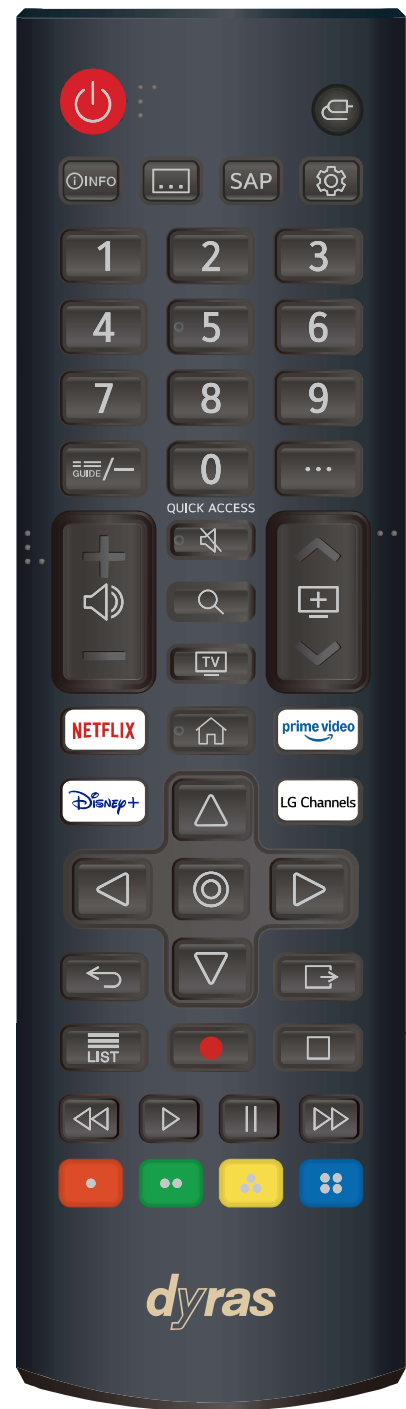 INFO
SAP
1 2 3
4 5 6
7 8 9
GUIDE/— 0 ...
QUICK ACCESS
TV
NETFLIX
prime video
Disney+
LG Channels
LIST
dyras